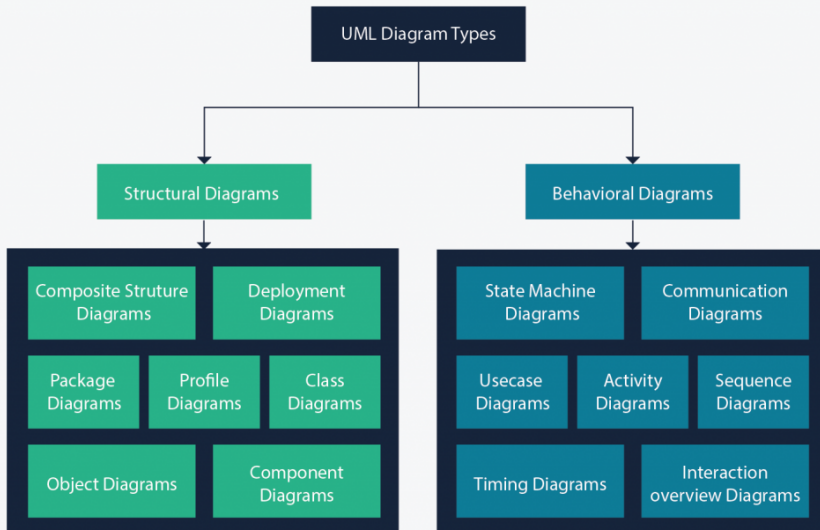 UML Diagram Types
Structural Diagrams
Behavioral Diagrams
Composite Struture
Diagrams
Deployment
Diagrams
Package
Diagrams
Profile
Diagrams
Class
Diagrams
Object Diagrams
Component
Diagrams
State Machine
Diagrams
Communication
Diagrams
Usecase
Diagrams
Activity
Diagrams
Sequence
Diagrams
Timing Diagrams
Interaction
overview Diagrams